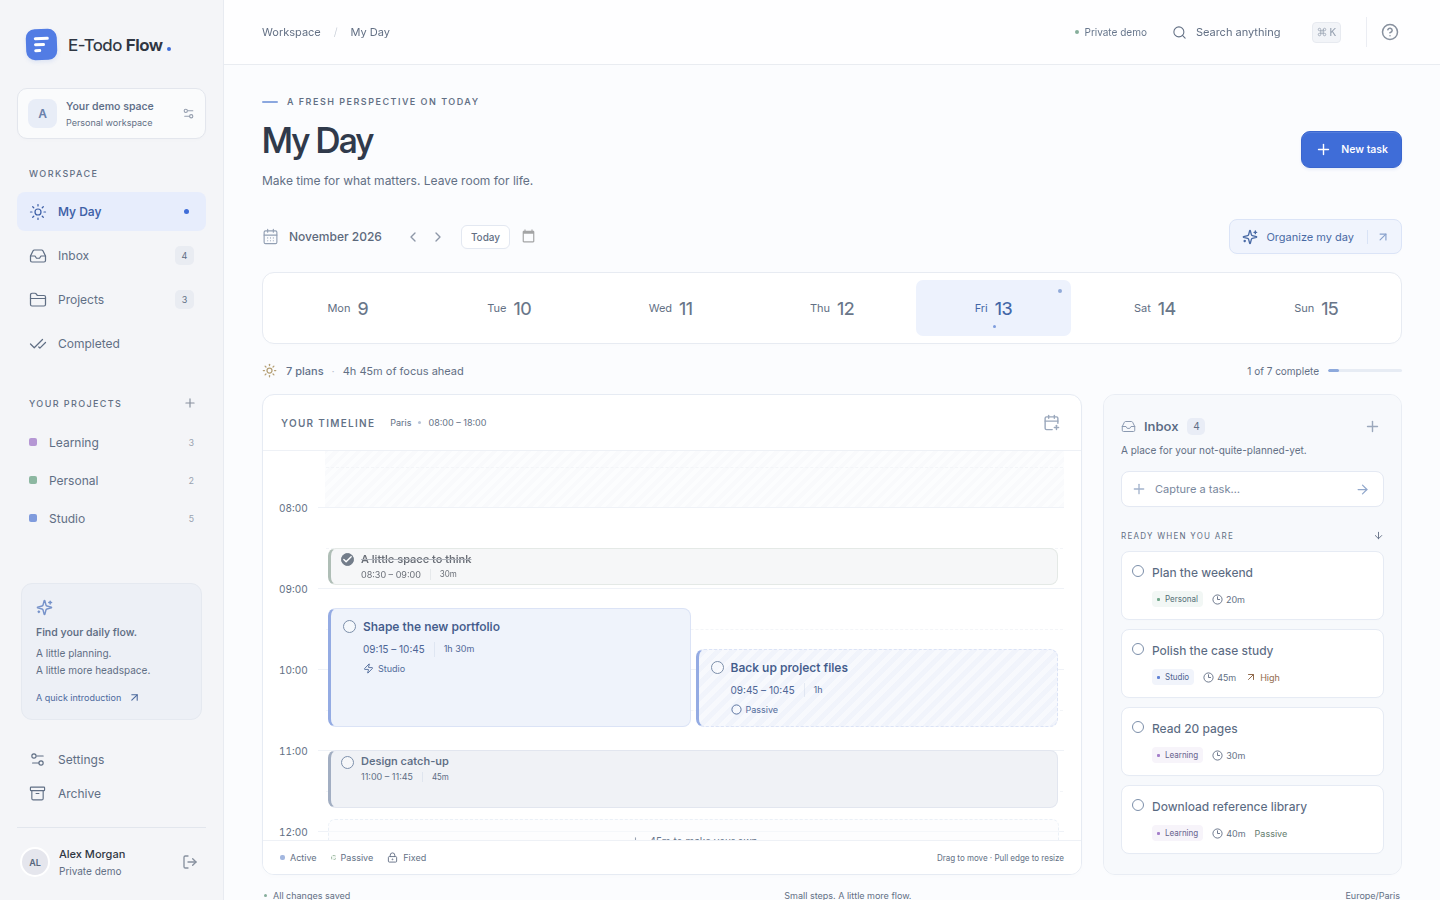 E-Todo Flow.
A
Your demo space
Personal workspace
WORKSPACE
My Day
Inbox 4
Projects 3
Completed
YOUR PROJECTS
Learning 3
Personal 2
Studio 5
Find your daily flow.
A little planning.
A little more headspace.
A quick introduction
Settings
Archive
AL
Alex Morgan
Private demo
Workspace / My Day
Private demo
Search anything
⌘ K
A FRESH PERSPECTIVE ON TODAY
My Day
Make time for what matters. Leave room for life.
New task
November 2026
Today
Organize my day
Mon 9
Tue 10
Wed 11
Thu 12
Fri 13
Sat 14
Sun 15
7 plans · 4h 45m of focus ahead
1 of 7 complete
YOUR TIMELINE Paris • 08:00 – 18:00
08:00
A little space to think
08:30 – 09:00 30m
09:00
Shape the new portfolio
09:15 – 10:45 1h 30m
Studio
10:00
Back up project files
09:45 – 10:45 1h
Passive
11:00
Design catch-up
11:00 – 11:45 45m
12:00
45m to make your own
Active
Passive
Fixed
Drag to move · Pull edge to resize
Inbox 4
A place for your not-quite-planned-yet.
Capture a task...
READY WHEN YOU ARE
Plan the weekend
Personal 20m
Polish the case study
Studio 45m High
Read 20 pages
Learning 30m
Download reference library
Learning 40m Passive
All changes saved
Small steps. A little more flow.
Europe/Paris